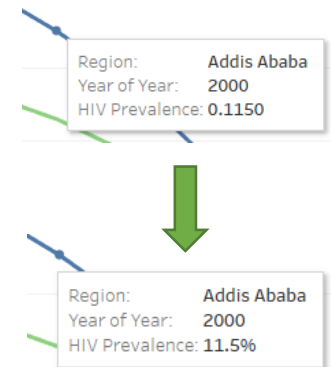 Region: Addis Ababa
Year of Year: 2000
HIV Prevalence: 0.1150
Region: Addis Ababa
Year of Year: 2000
HIV Prevalence: 11.5%